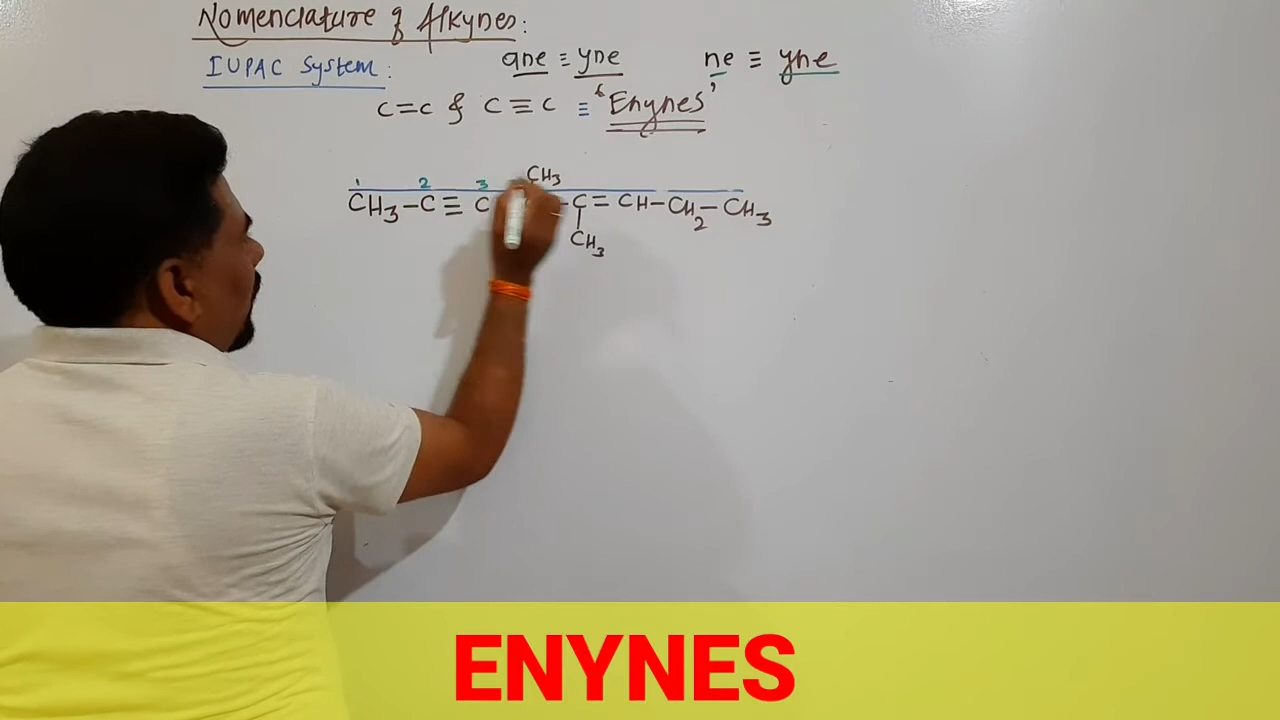 Nomenclature of Alkynes:
IUPAC System:
ane ≡ yne ne ≡ yne
C=C & C≡C ≡ 'Enynes'
CH3
1 2 3
CH3-C≡C -C=CH-CH2-CH3
CH3
ENYNES